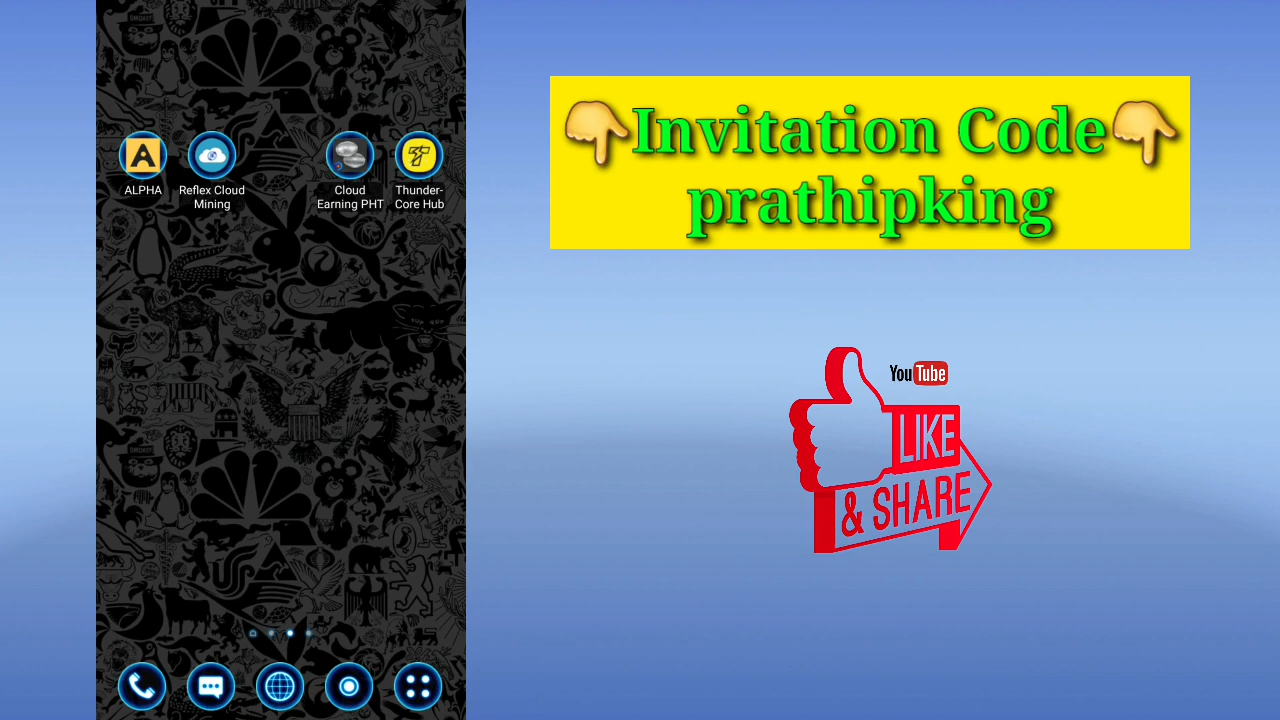 👇Invitation Code👇
prathipking
ALPHA
Reflex Cloud
Mining
Cloud
Earning PHT
Thunder-
Core Hub
YouTube
LIKE
& SHARE